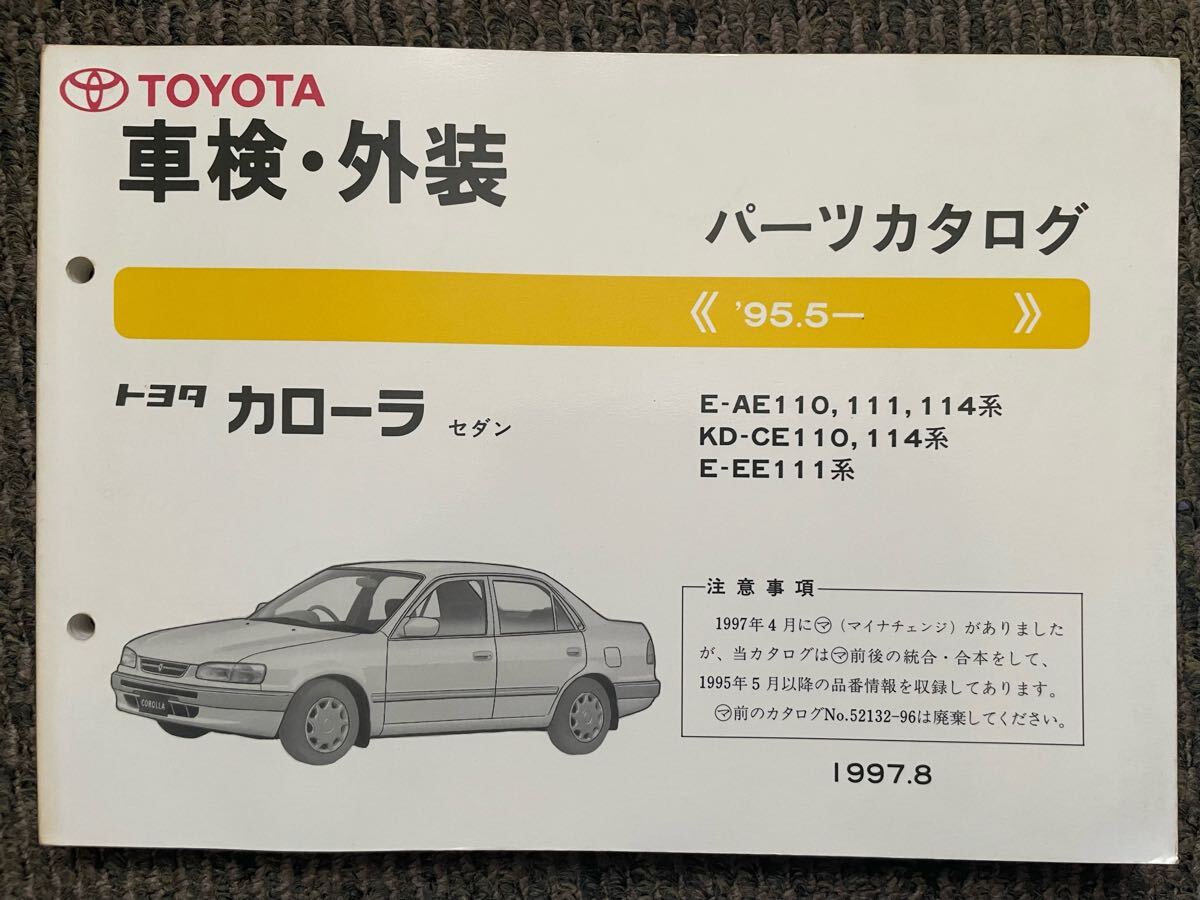 TOYOTA
車検・外装
パーツカタログ
《 '95.5— 》
トヨタ カローラ セダン
E-AE110, 111, 114系
KD-CE110, 114系
E-EE111系
注意事項
1997年4月に㋮(マイナチェンジ)がありました
が、当カタログは㋮前後の統合・合本をして、
1995年5月以降の品番情報を収録してあります。
㋮前のカタログNo.52132-96は廃棄してください。
COROLLA
1997.8